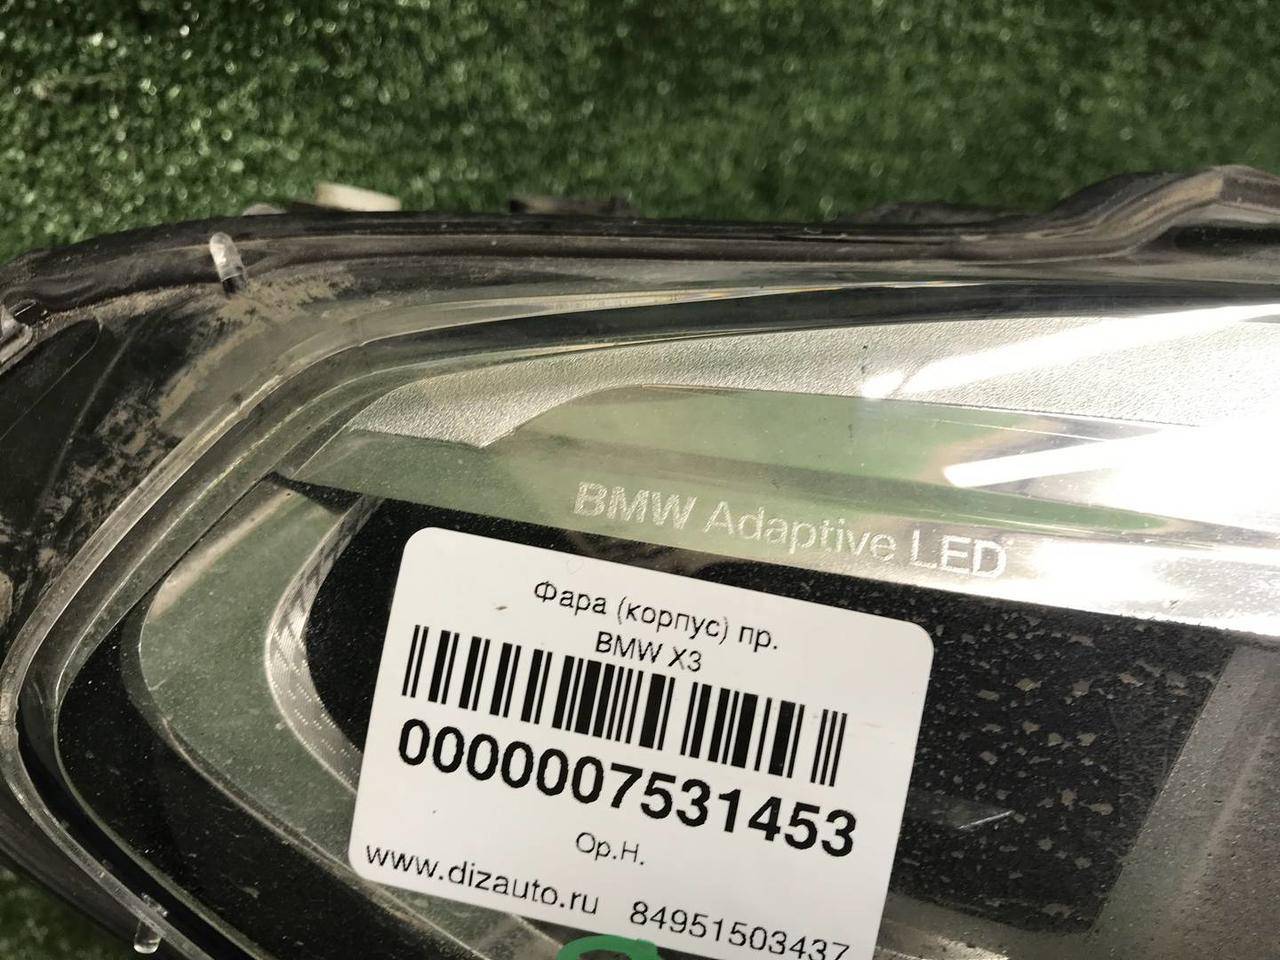 BMW Adaptive LED
Фара (корпус) пр.
BMW X3
0000007531453
Ор.Н.
www.dizauto.ru 84951503437